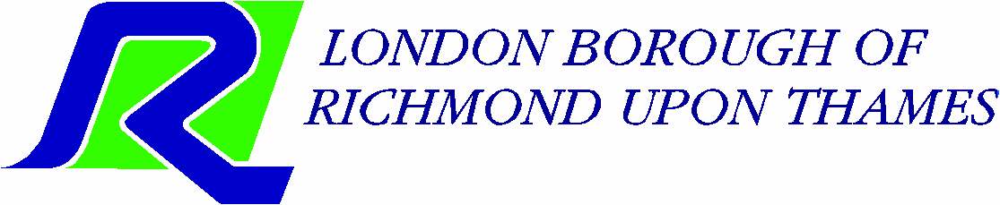 LONDON BOROUGH OF
RICHMOND UPON THAMES